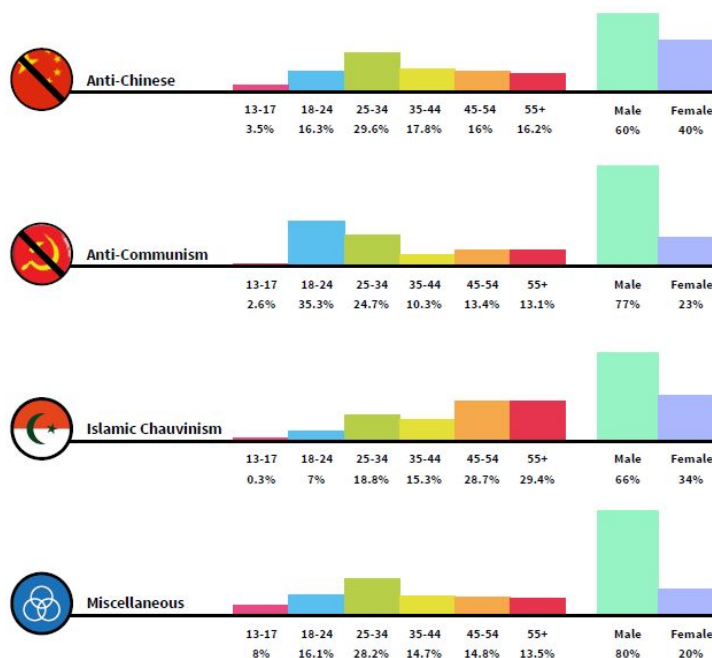 Anti-Chinese
13-17 18-24 25-34 35-44 45-54 55+ Male Female
3.5% 16.3% 29.6% 17.8% 16% 16.2% 60% 40%
Anti-Communism
13-17 18-24 25-34 35-44 45-54 55+ Male Female
2.6% 35.3% 24.7% 10.3% 13.4% 13.1% 77% 23%
Islamic Chauvinism
13-17 18-24 25-34 35-44 45-54 55+ Male Female
0.3% 7% 18.8% 15.3% 28.7% 29.4% 66% 34%
Miscellaneous
13-17 18-24 25-34 35-44 45-54 55+ Male Female
8% 16.1% 28.2% 14.7% 14.8% 13.5% 80% 20%